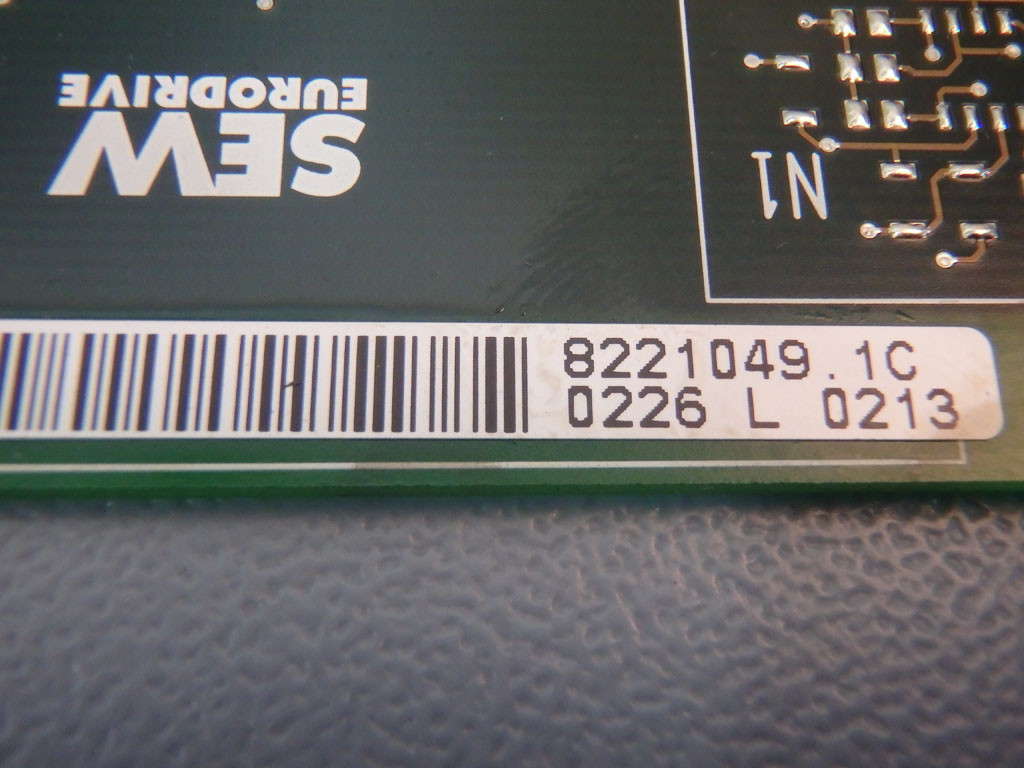 SEW
EURODRIVE
N1
8221049.1C
0226 L 0213